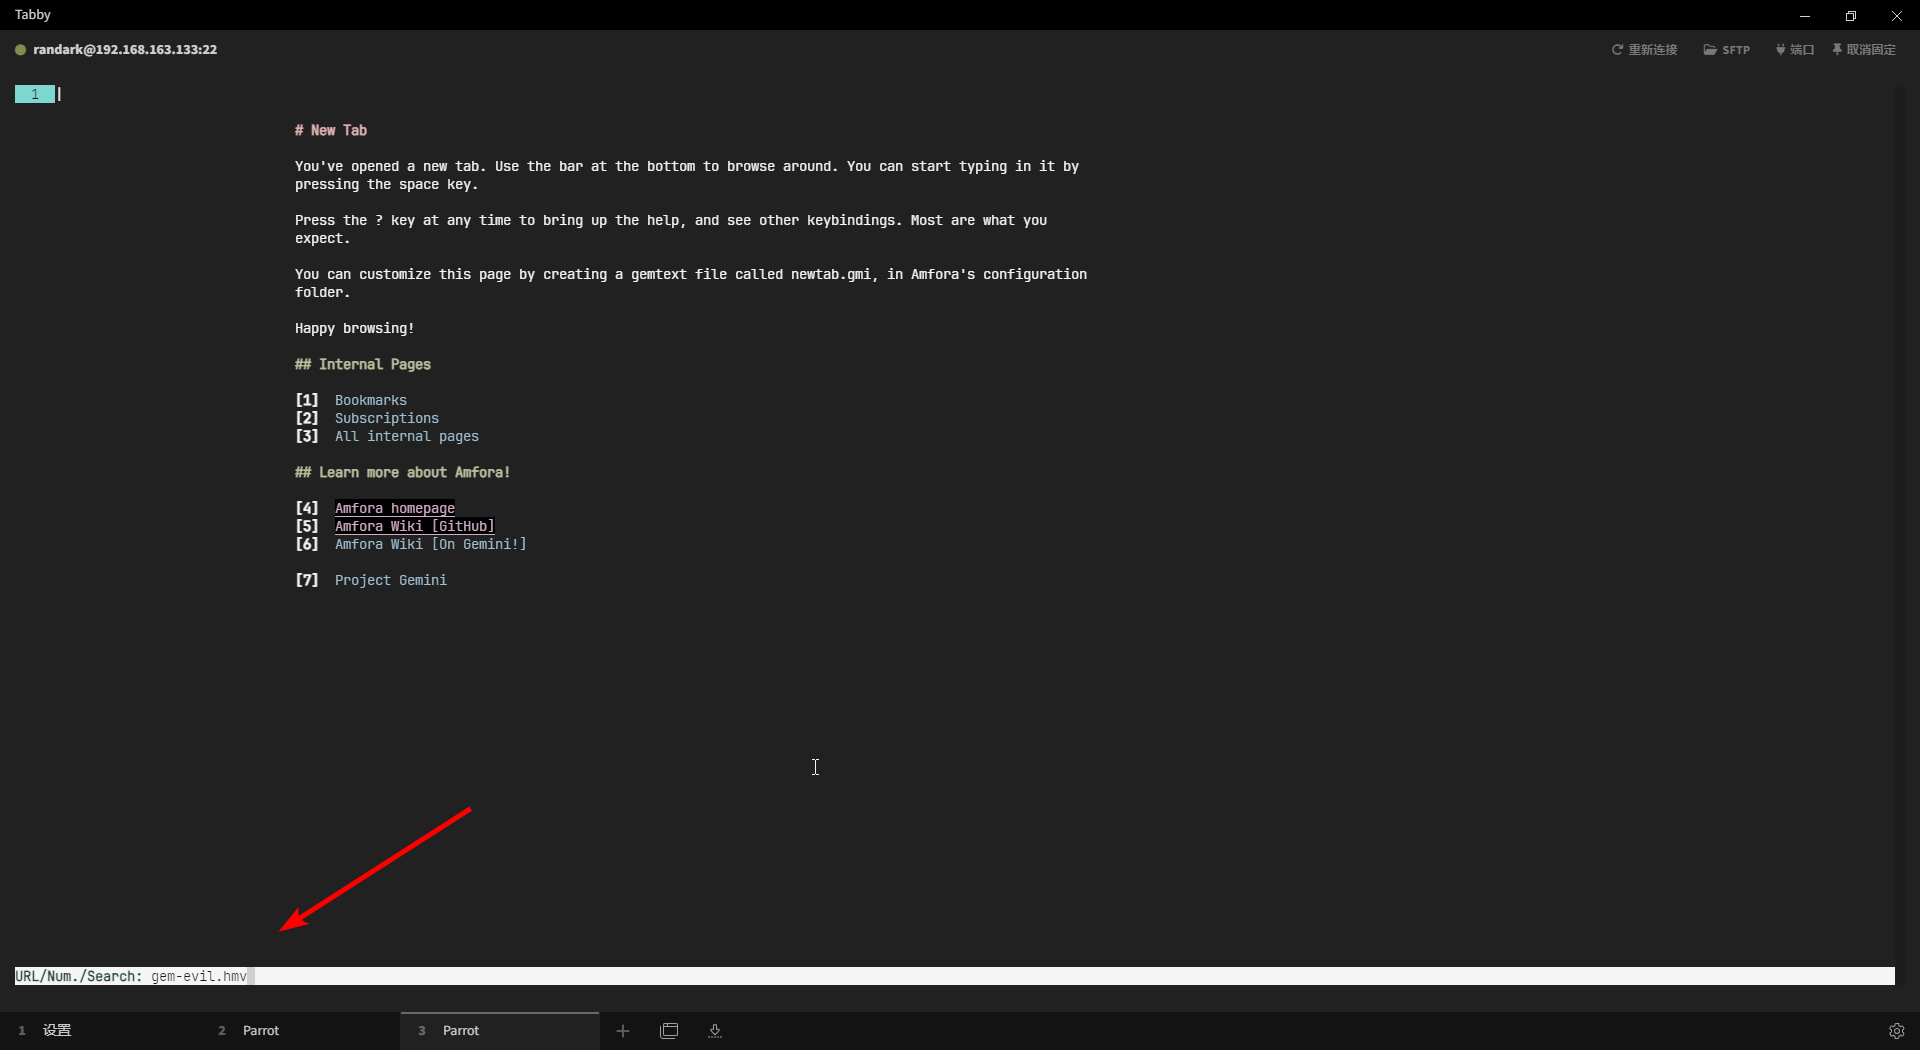 Tabby
randark@192.168.163.133:22
重新连接 SFTP 端口 取消固定
1
# New Tab
You've opened a new tab. Use the bar at the bottom to browse around. You can start typing in it by
pressing the space key.
Press the ? key at any time to bring up the help, and see other keybindings. Most are what you
expect.
You can customize this page by creating a gemtext file called newtab.gmi, in Amfora's configuration
folder.
Happy browsing!
## Internal Pages
[1] Bookmarks
[2] Subscriptions
[3] All internal pages
## Learn more about Amfora!
[4] Amfora homepage
[5] Amfora Wiki [GitHub]
[6] Amfora Wiki [On Gemini!]
[7] Project Gemini
URL/Num./Search: gem-evil.hmv
1 设置 2 Parrot 3 Parrot